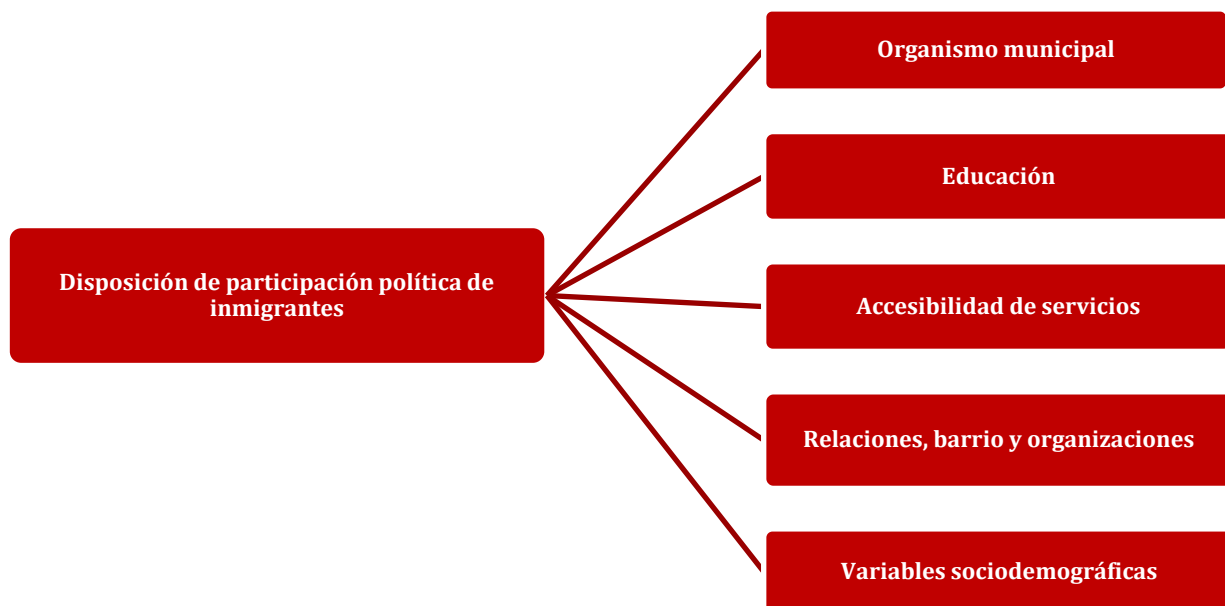 Organismo municipal
Educación
Disposición de participación política de
inmigrantes
Accesibilidad de servicios
Relaciones, barrio y organizaciones
Variables sociodemográficas